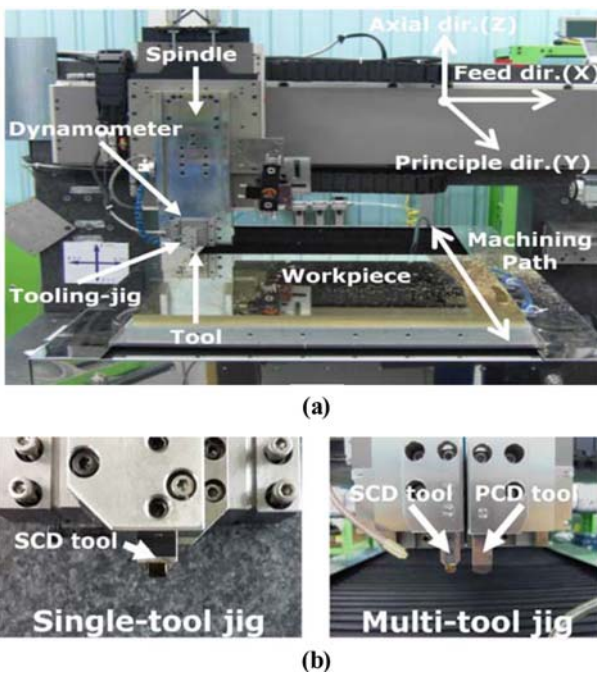 Axial dir.(Z)
Spindle
Feed dir.(X)
Dynamometer
Principle dir.(Y)
Machining
Path
Workpiece
Tooling-jig
Tool
(a)
SCD tool
Single-tool jig
SCD tool
PCD tool
Multi-tool jig
(b)